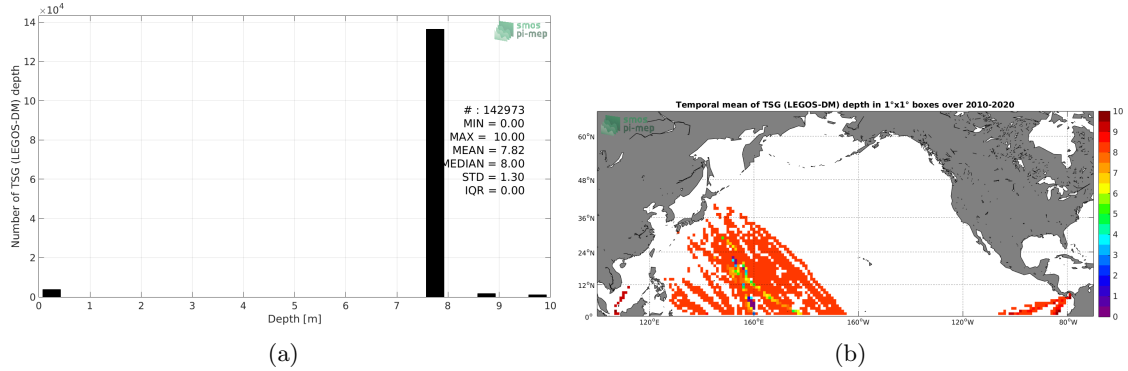 ×10⁴
14
12
10
8
6
4
2
0
Number of TSG (LEGOS-DM) depth
smos
pi-mep
# : 142973
MIN = 0.00
MAX = 10.00
MEAN = 7.82
MEDIAN = 8.00
STD = 1.30
IQR = 0.00
0 1 2 3 4 5 6 7 8 9 10
Depth [m]
(a)
Temporal mean of TSG (LEGOS-DM) depth in 1°x1° boxes over 2010-2020
smos
pi-mep
60°N
48°N
36°N
24°N
12°N
0°
120°E 160°E 160°W 120°W 80°W
10
9
8
7
6
5
4
3
2
1
0
(b)